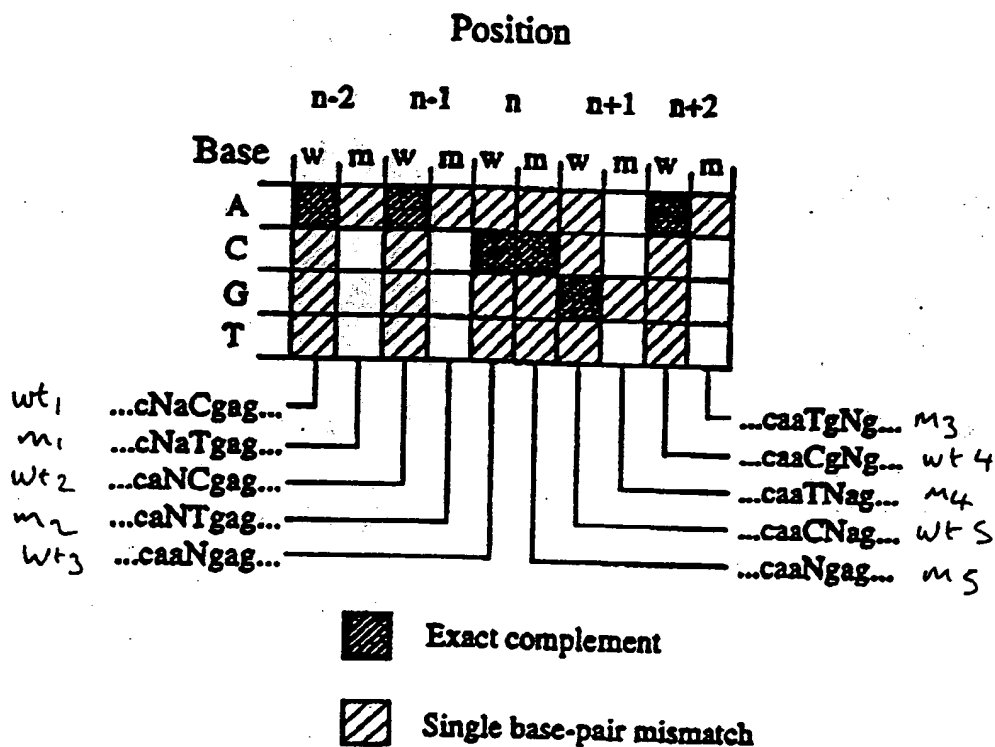 Position
n-2 n-1 n n+1 n+2
Base w m w m w m w m w m
A
C
G
T
wt1 ...cNaCgag...
m1 ...cNaTgag...
wt2 ...caNCgag...
m2 ...caNTgag...
wt3 ...caaNgag...
...caaTgNg... m3
...caaCgNg... wt4
...caaTNag... m4
...caaCNag... wt5
...caaNgag... m5
Exact complement
Single base-pair mismatch